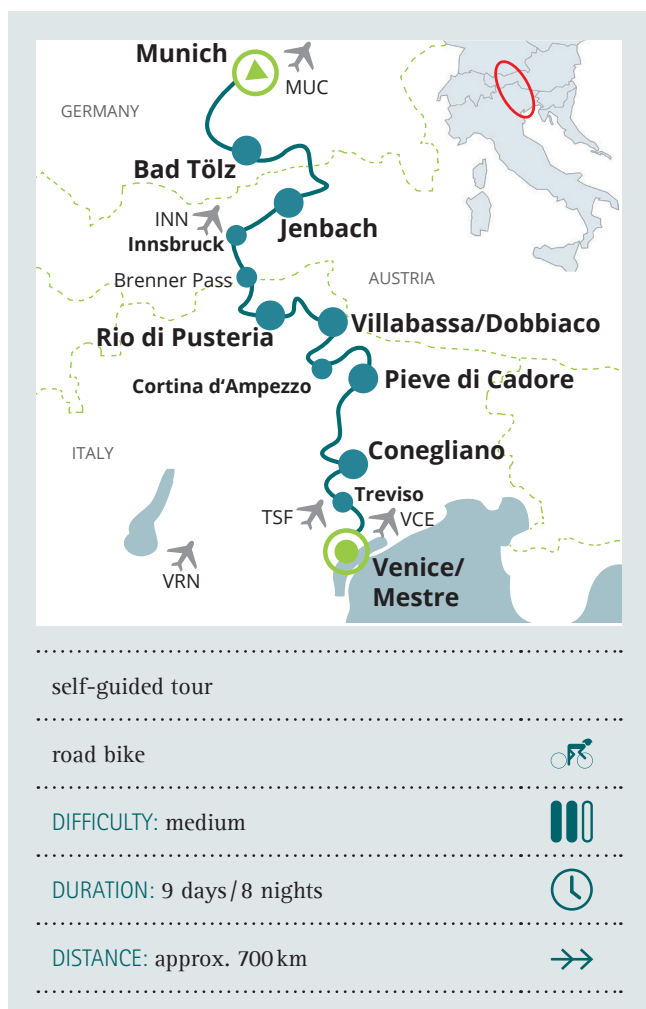 Munich
MUC
GERMANY
Bad Tölz
INN
Jenbach
Innsbruck
Brenner Pass
AUSTRIA
Rio di Pusteria
Villabassa/Dobbiaco
Cortina d‘Ampezzo
Pieve di Cadore
ITALY
Conegliano
Treviso
TSF
VCE
VRN
Venice/
Mestre
self-guided tour
road bike
DIFFICULTY: medium
DURATION: 9 days/8 nights
DISTANCE: approx. 700 km